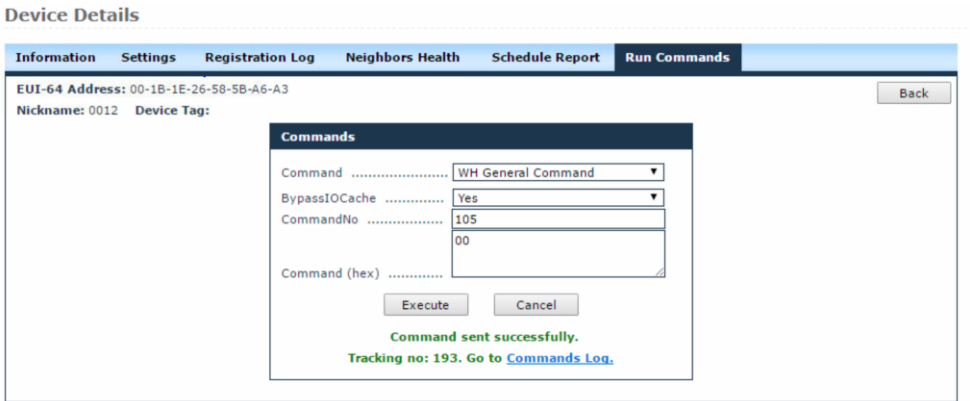 Device Details
Information Settings Registration Log Neighbors Health Schedule Report Run Commands
EUI-64 Address: 00-1B-1E-26-58-5B-A6-A3
Back
Nickname: 0012 Device Tag:
Commands
Command ....................... WH General Command
BypassIOCache .............. Yes
CommandNo .................. 105
00
Command (hex) .............
Execute Cancel
Command sent successfully.
Tracking no: 193. Go to Commands Log.